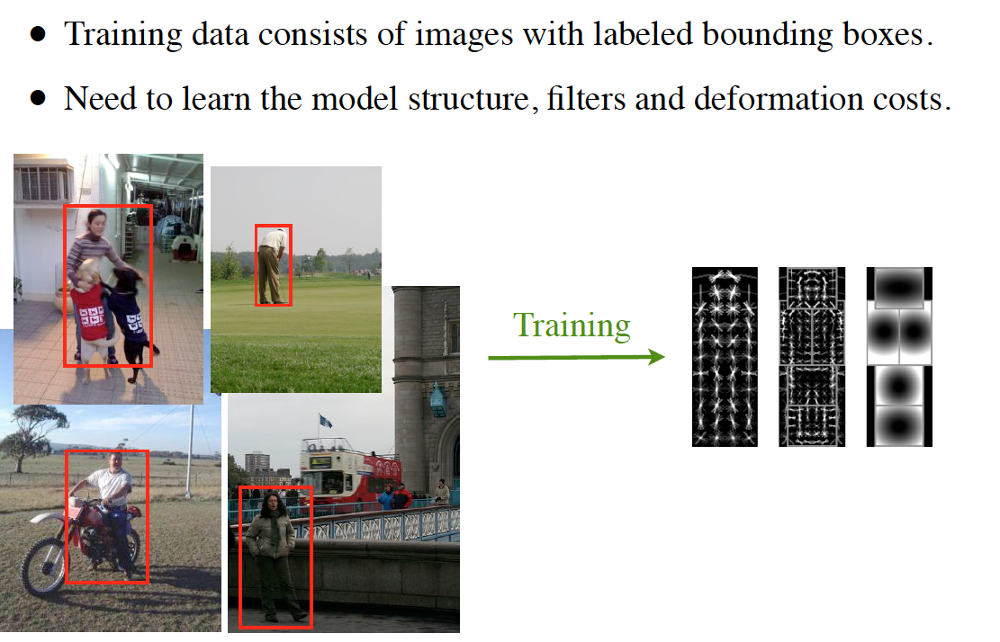 ● Training data consists of images with labeled bounding boxes.
● Need to learn the model structure, filters and deformation costs.
Training